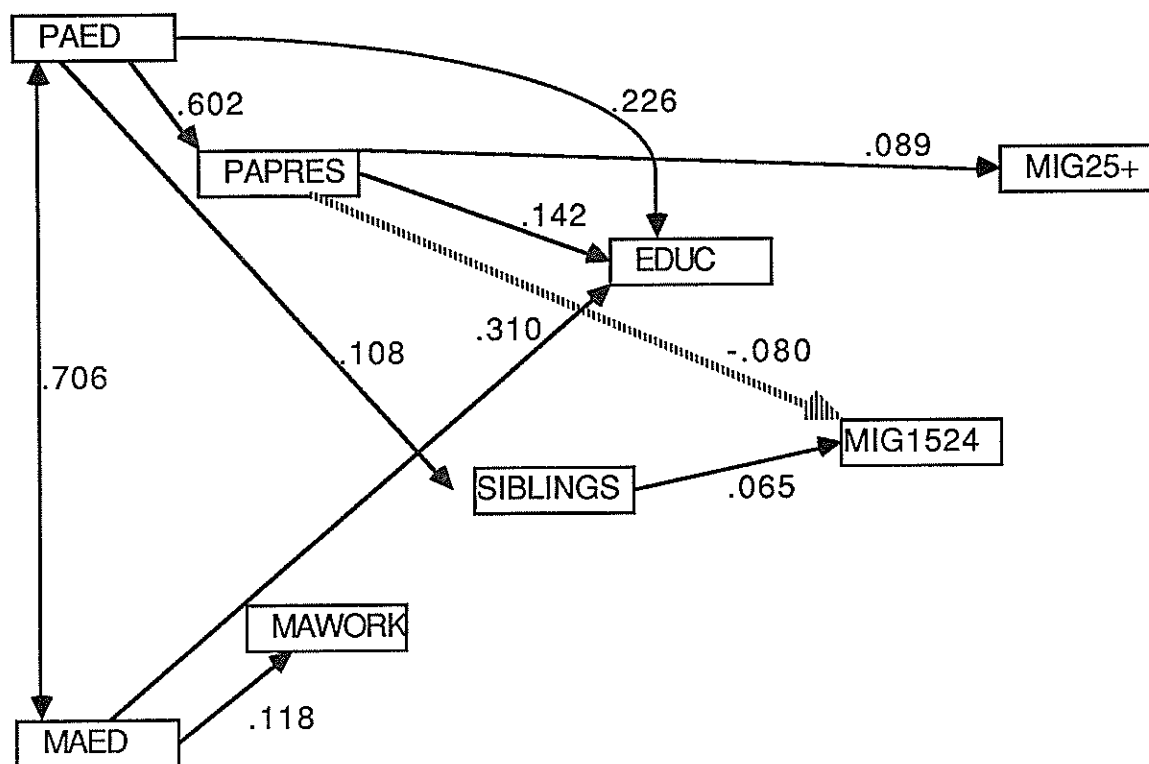 PAED
.602
.226
.089
PAPRES
MIG25+
.142
EDUC
.310
.108
-.080
.706
MIG1524
SIBLINGS
.065
MAWORK
.118
MAED